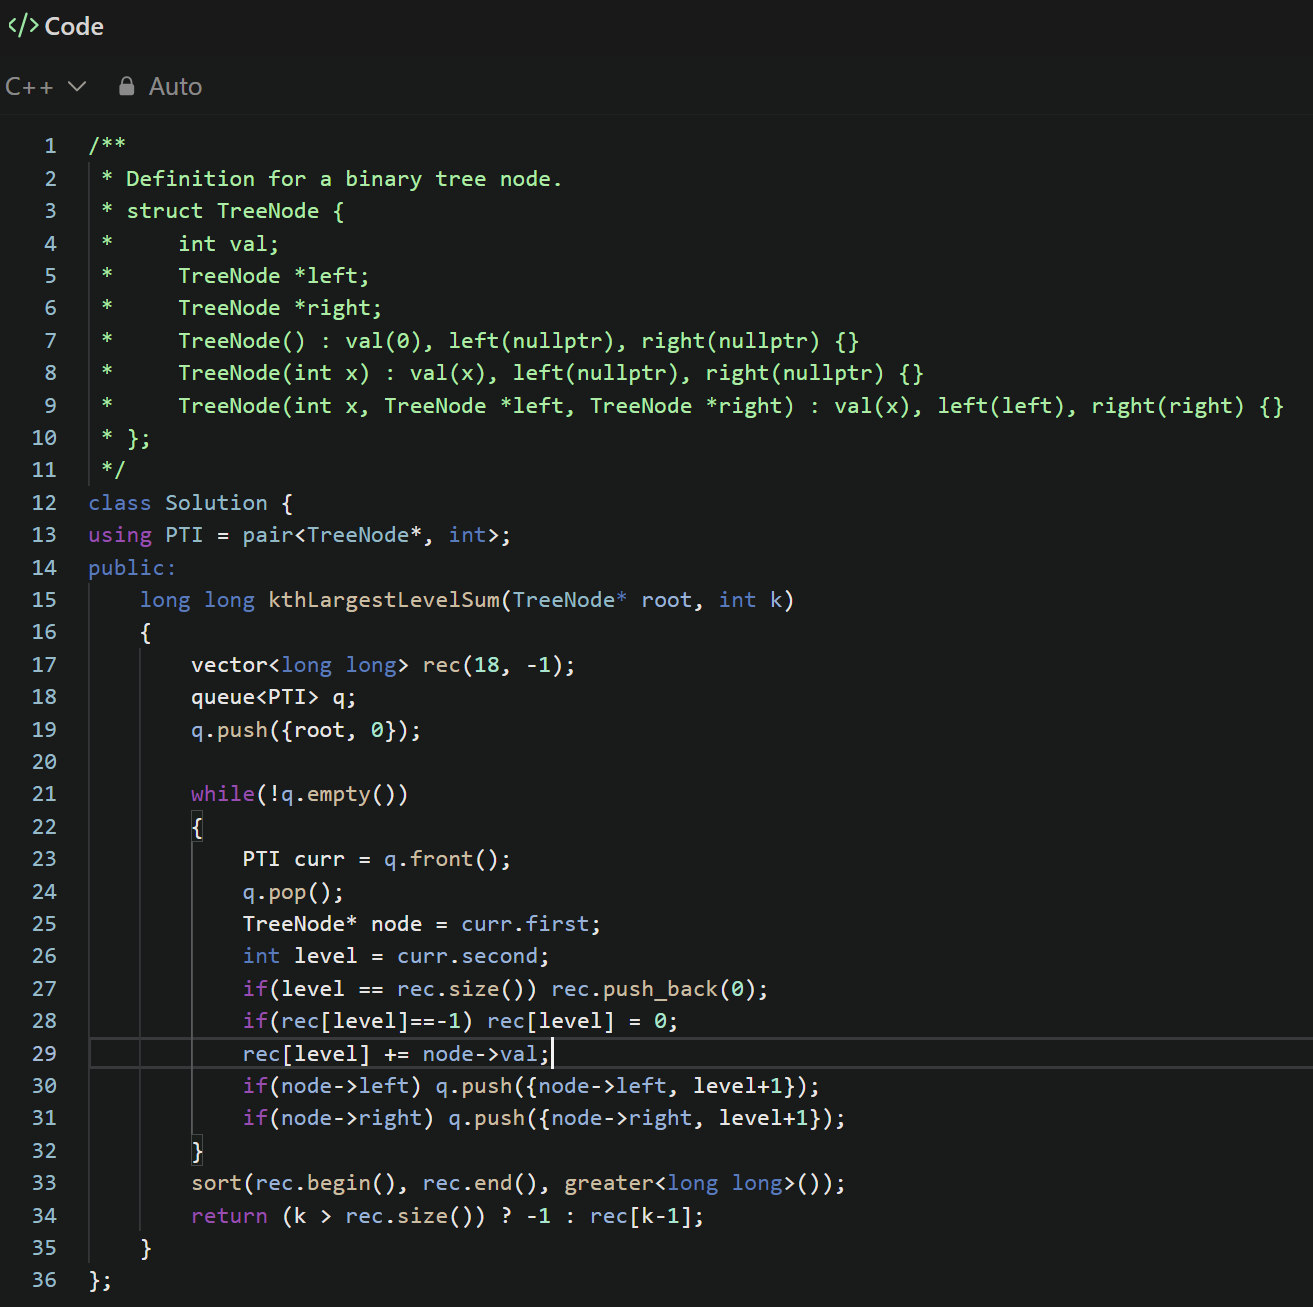 </> Code
C++ Auto
1 /**
2  * Definition for a binary tree node.
3  * struct TreeNode {
4  *     int val;
5  *     TreeNode *left;
6  *     TreeNode *right;
7  *     TreeNode() : val(0), left(nullptr), right(nullptr) {}
8  *     TreeNode(int x) : val(x), left(nullptr), right(nullptr) {}
9  *     TreeNode(int x, TreeNode *left, TreeNode *right) : val(x), left(left), right(right) {}
10  * };
11  */
12 class Solution {
13 using PTI = pair<TreeNode*, int>;
14 public:
15     long long kthLargestLevelSum(TreeNode* root, int k)
16     {
17         vector<long long> rec(18, -1);
18         queue<PTI> q;
19         q.push({root, 0});
20
21         while(!q.empty())
22         {
23             PTI curr = q.front();
24             q.pop();
25             TreeNode* node = curr.first;
26             int level = curr.second;
27             if(level == rec.size()) rec.push_back(0);
28             if(rec[level]==-1) rec[level] = 0;
29             rec[level] += node->val;
30             if(node->left) q.push({node->left, level+1});
31             if(node->right) q.push({node->right, level+1});
32         }
33         sort(rec.begin(), rec.end(), greater<long long>());
34         return (k > rec.size()) ? -1 : rec[k-1];
35     }
36 };